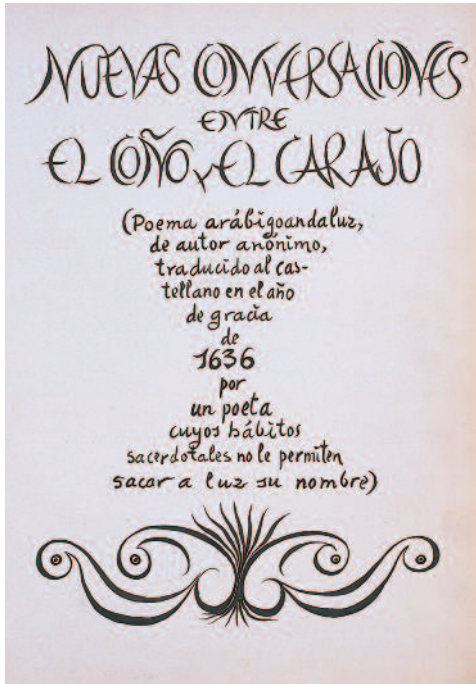 NUEVAS CONVERSACIONES
ENTRE
EL COÑO Y EL CARAJO
(Poema arábigoandaluz,
de autor anónimo,
traducido al cas-
tellano en el año
de gracia
de
1636
por
un poeta
cuyos hábitos
sacerdotales no le permiten
sacar a luz su nombre)